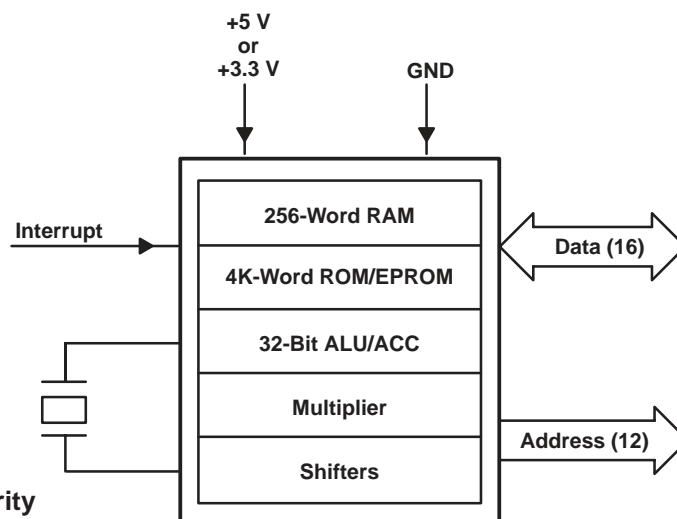 +5 V
or
+3.3 V
GND
Interrupt
256-Word RAM
Data (16)
4K-Word ROM/EPROM
32-Bit ALU/ACC
Multiplier
Address (12)
Shifters
rity